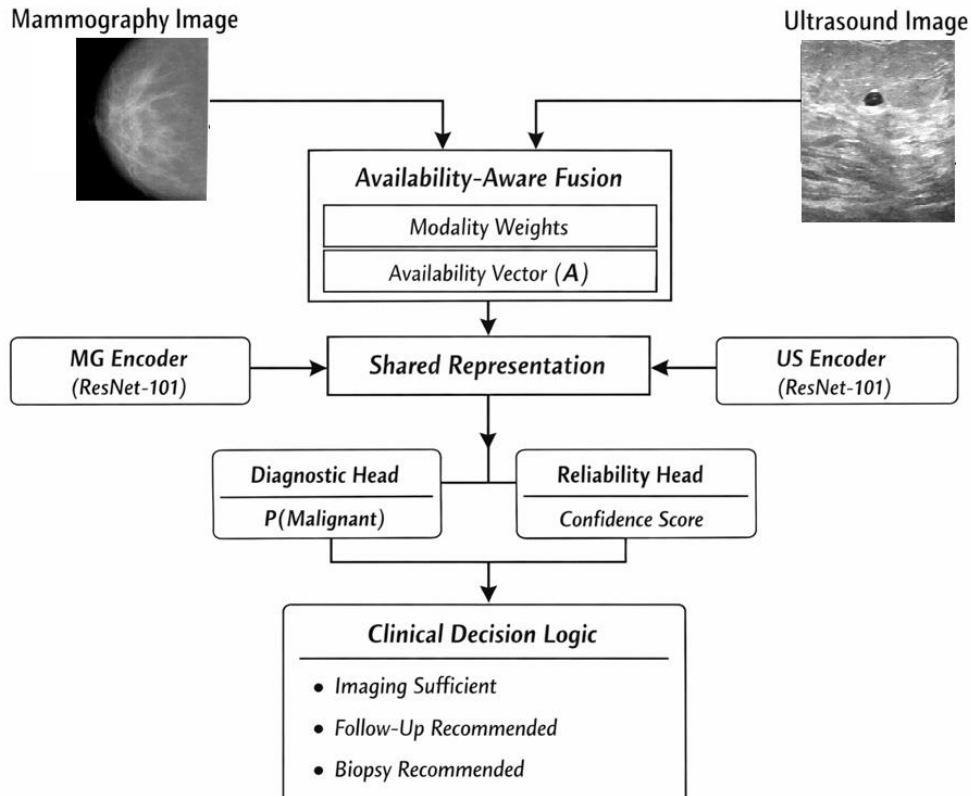 Mammography Image
Ultrasound Image
Availability-Aware Fusion
Modality Weights
Availability Vector (A)
MG Encoder
(ResNet-101)
Shared Representation
US Encoder
(ResNet-101)
Diagnostic Head
P(Malignant)
Reliability Head
Confidence Score
Clinical Decision Logic
• Imaging Sufficient
• Follow-Up Recommended
• Biopsy Recommended